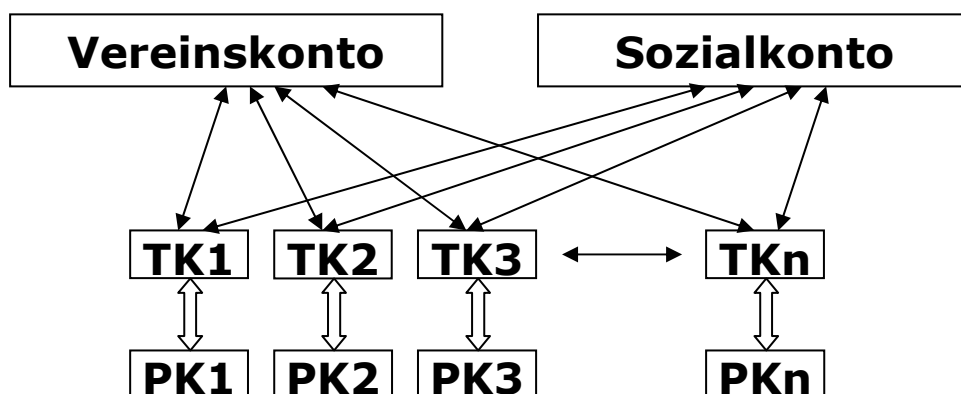 Vereinskonto Sozialkonto
TK1 TK2 TK3 TKn
PK1 PK2 PK3 PKn